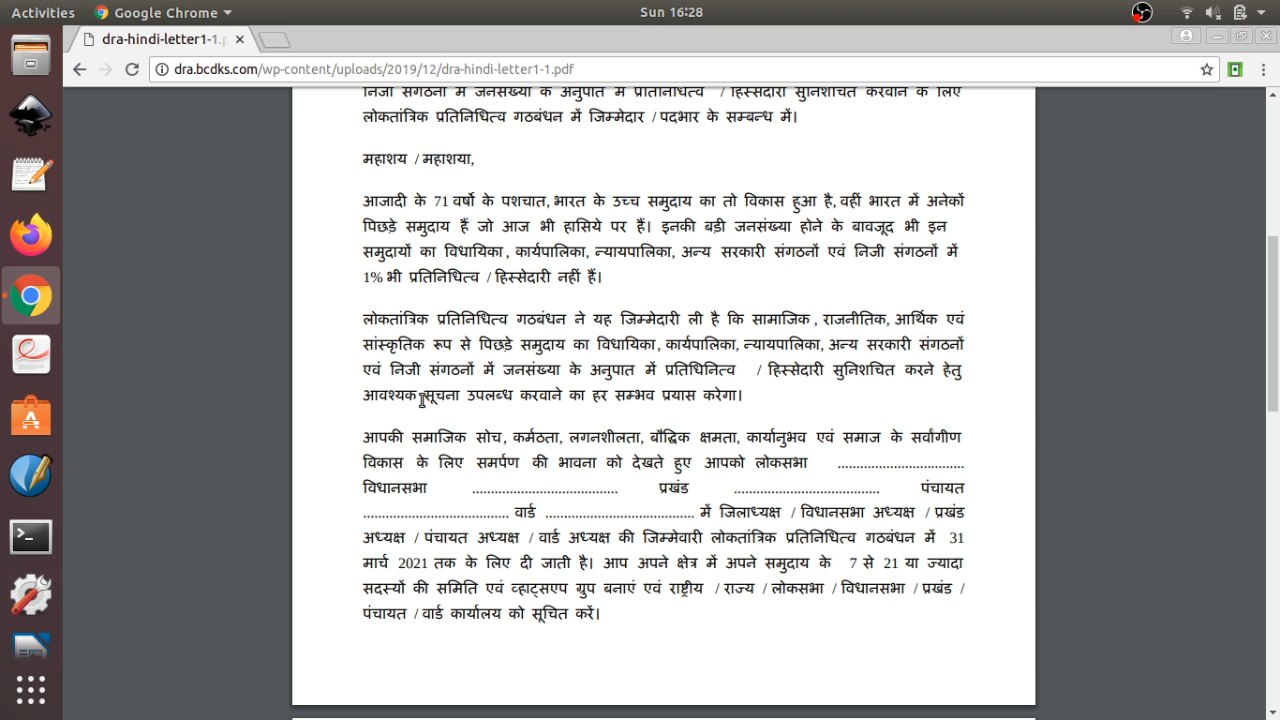 Activities Google Chrome Sun 16:28
dra-hindi-letter1-1.p
dra.bcdks.com/wp-content/uploads/2019/12/dra-hindi-letter1-1.pdf
निजी संगठनों में जनसंख्या के अनुपात में प्रतिनिधित्व / हिस्सेदारी सुनिशचित करवाने के लिए
लोकतांत्रिक प्रतिनिधित्व गठबंधन में जिम्मेदार / पदभार के सम्बन्ध में।
महाशय / महाशया,
आजादी के 71 वर्षो के पशचात, भारत के उच्च समुदाय का तो विकास हुआ है, वहीं भारत में अनेकों
पिछड़े समुदाय हैं जो आज भी हासिये पर हैं। इनकी बड़ी जनसंख्या होने के बावजूद भी इन
समुदायों का विधायिका , कार्यपालिका, न्यायपालिका, अन्य सरकारी संगठनों एवं निजी संगठनों में
1% भी प्रतिनिधित्व / हिस्सेदारी नहीं हैं।
लोकतांत्रिक प्रतिनिधित्व गठबंधन ने यह जिम्मेदारी ली है कि सामाजिक , राजनीतिक, आर्थिक एवं
सांस्कृतिक रूप से पिछड़े समुदाय का विधायिका , कार्यपालिका, न्यायपालिका, अन्य सरकारी संगठनों
एवं निजी संगठनों में जनसंख्या के अनुपात में प्रतिधिनित्व / हिस्सेदारी सुनिशचित करने हेतु
आवश्यक सूचना उपलब्ध करवाने का हर सम्भव प्रयास करेगा।
आपकी समाजिक सोच, कर्मठता, लगनशीलता, बौद्धिक क्षमता, कार्यानुभव एवं समाज के सर्वांगीण
विकास के लिए समर्पण की भावना को देखते हुए आपको लोकसभा ..................................
विधानसभा ....................................... प्रखंड ....................................... पंचायत
....................................... वार्ड ........................................ में जिलाध्यक्ष / विधानसभा अध्यक्ष / प्रखंड
अध्यक्ष / पंचायत अध्यक्ष / वार्ड अध्यक्ष की जिम्मेवारी लोकतांत्रिक प्रतिनिधित्व गठबंधन में 31
मार्च 2021 तक के लिए दी जाती है। आप अपने क्षेत्र में अपने समुदाय के 7 से 21 या ज्यादा
सदस्यों की समिति एवं व्हाट्सएप ग्रुप बनाएं एवं राष्ट्रीय / राज्य / लोकसभा / विधानसभा / प्रखंड /
पंचायत / वार्ड कार्यालय को सूचित करें।